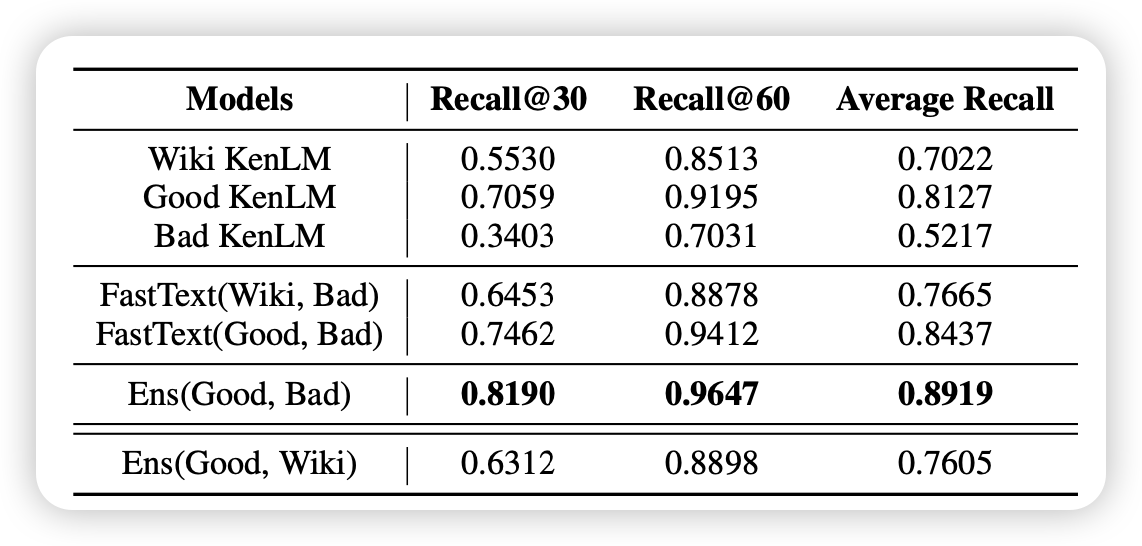 Models Recall@30 Recall@60 Average Recall
Wiki KenLM 0.5530 0.8513 0.7022
Good KenLM 0.7059 0.9195 0.8127
Bad KenLM 0.3403 0.7031 0.5217
FastText(Wiki, Bad) 0.6453 0.8878 0.7665
FastText(Good, Bad) 0.7462 0.9412 0.8437
Ens(Good, Bad) 0.8190 0.9647 0.8919
Ens(Good, Wiki) 0.6312 0.8898 0.7605